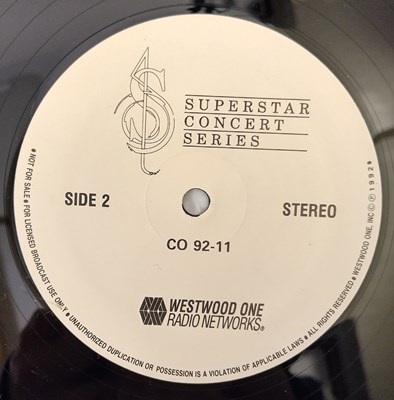 SUPERSTAR
CONCERT
SERIES
SIDE 2
STEREO
CO 92-11
WESTWOOD ONE
RADIO NETWORKS®
* NOT FOR SALE * FOR LICENSED BROADCAST USE ONLY * UNAUTHORIZED DUPLICATION OR POSSESSION IS A VIOLATION OF APPLICABLE LAWS * ALL RIGHTS RESERVED * WESTWOOD ONE, INC © ℗ 1992 *